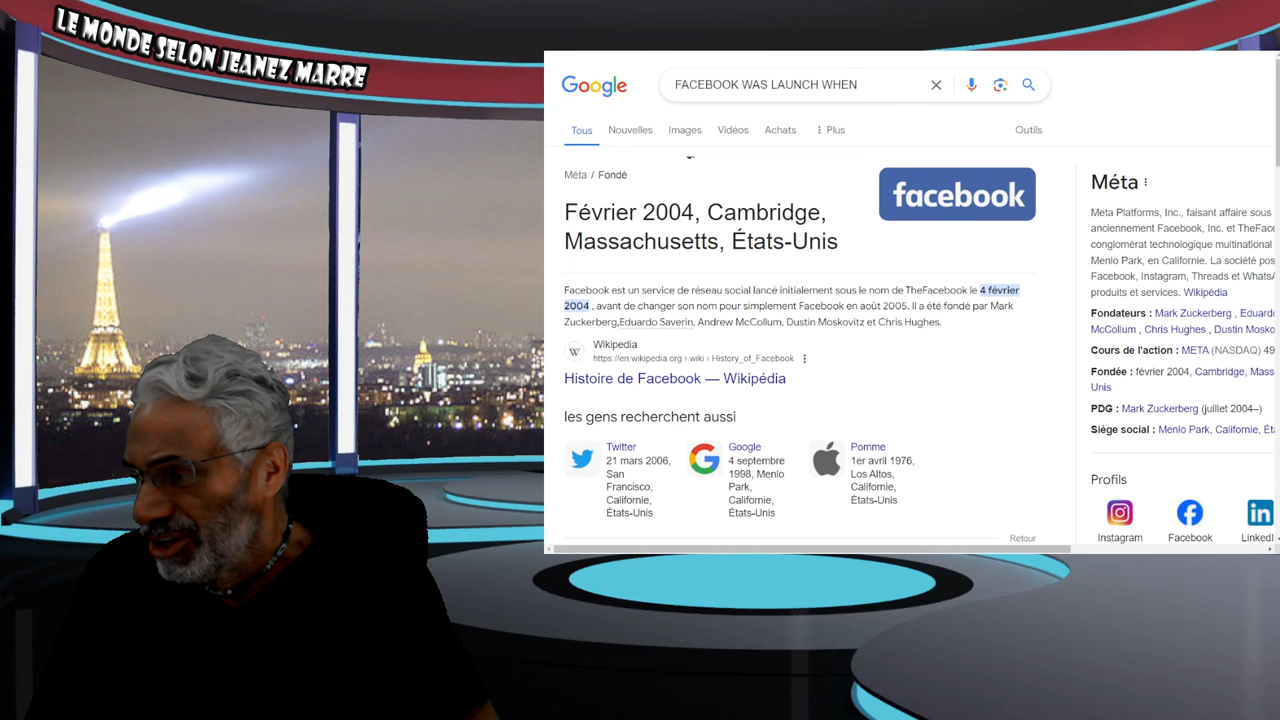 LE MONDE SELON JEANEZ MARRE
Google
FACEBOOK WAS LAUNCH WHEN
Tous Nouvelles Images Vidéos Achats Plus Outils
Méta / Fondé
Février 2004, Cambridge,
Massachusetts, États-Unis
facebook
Facebook est un service de réseau social lancé initialement sous le nom de TheFacebook le 4 février
2004 , avant de changer son nom pour simplement Facebook en août 2005. Il a été fondé par Mark
Zuckerberg,Eduardo Saverin, Andrew McCollum, Dustin Moskovitz et Chris Hughes.
W
Wikipedia
https://en.wikipedia.org › wiki › History_of_Facebook
Histoire de Facebook — Wikipédia
les gens recherchent aussi
Twitter
21 mars 2006,
San
Francisco,
Californie,
États-Unis
G
Google
4 septembre
1998, Menlo
Park,
Californie,
États-Unis
Pomme
1er avril 1976,
Los Altos,
Californie,
États-Unis
Retour
Méta
Meta Platforms, Inc., faisant affaire sous
anciennement Facebook, Inc. et TheFace
conglomérat technologique multinational
Menlo Park, en Californie. La société pos
Facebook, Instagram, Threads et WhatsA
produits et services. Wikipédia
Fondateurs : Mark Zuckerberg , Eduardo
McCollum , Chris Hughes , Dustin Mosko
Cours de l'action : META (NASDAQ) 49
Fondée : février 2004, Cambridge, Mass
Unis
PDG : Mark Zuckerberg (juillet 2004–)
Siège social : Menlo Park, Californie, Ét
Profils
in
Instagram Facebook LinkedI